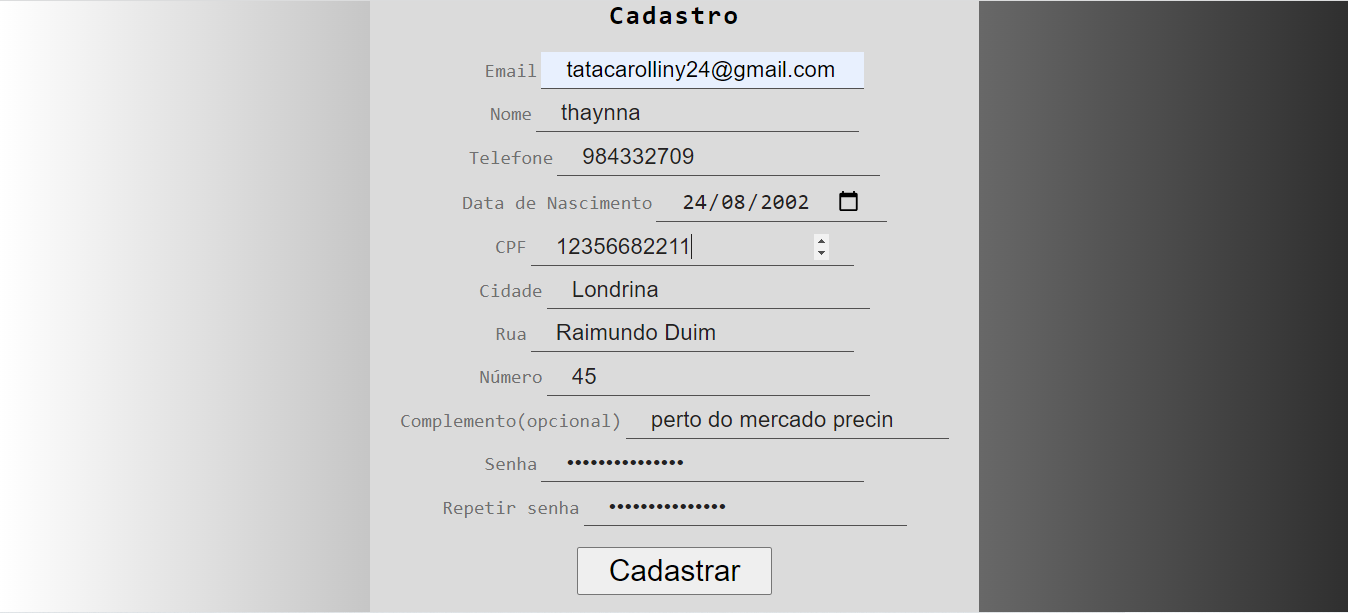 Cadastro
Email tatacarolliny24@gmail.com
Nome thaynna
Telefone 984332709
Data de Nascimento 24/08/2002
CPF 12356682211
Cidade Londrina
Rua Raimundo Duim
Número 45
Complemento(opcional) perto do mercado precin
Senha •••••••••••••••
Repetir senha •••••••••••••••
Cadastrar